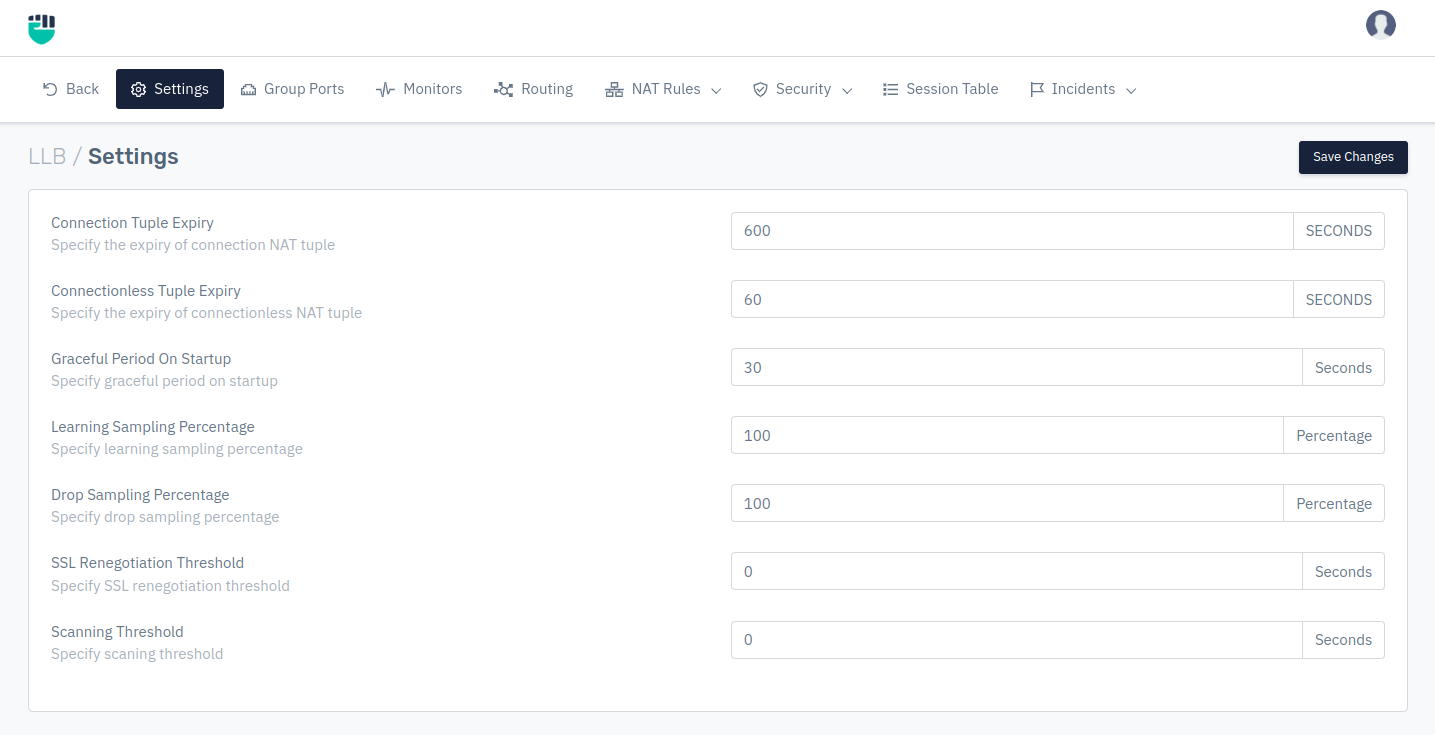 Back
Settings
Group Ports
Monitors
Routing
NAT Rules
Security
Session Table
Incidents
LLB / Settings
Save Changes
Connection Tuple Expiry
Specify the expiry of connection NAT tuple
600
SECONDS
Connectionless Tuple Expiry
Specify the expiry of connectionless NAT tuple
60
SECONDS
Graceful Period On Startup
Specify graceful period on startup
30
Seconds
Learning Sampling Percentage
Specify learning sampling percentage
100
Percentage
Drop Sampling Percentage
Specify drop sampling percentage
100
Percentage
SSL Renegotiation Threshold
Specify SSL renegotiation threshold
0
Seconds
Scanning Threshold
Specify scaning threshold
0
Seconds